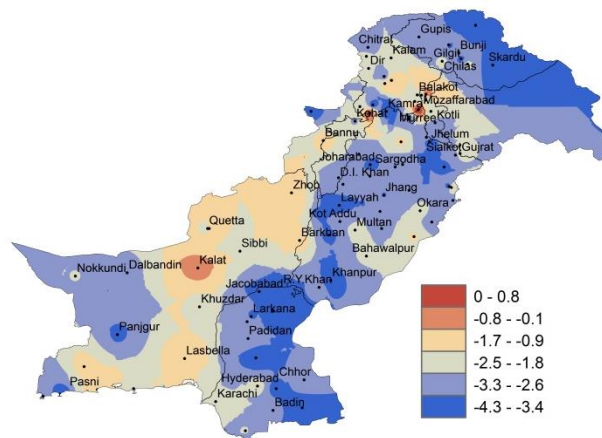 Gupis
Chitral
Bunji
Kalam
Gilgit
Dir
Chilas
Skardu
Balakot
Kamra
Muzaffarabad
Kohat
Murree
Kotli
Bannu
Jhelum
Sialkot
Gujrat
Joharabad
Sargodha
D.I. Khan
Zhob
Jhang
Layyah
Okara
Kot Addu
Quetta
Multan
Barkhan
Sibbi
Bahawalpur
Kalat
Nokkundi
Dalbandin
Khanpur
R.Y.Khan
Jacobabad
Khuzdar
Larkana
Panjgur
Padidan
Lasbella
Pasni
Hyderabad
Chhor
Karachi
Badin
0 - 0.8
-0.8 - -0.1
-1.7 - -0.9
-2.5 - -1.8
-3.3 - -2.6
-4.3 - -3.4